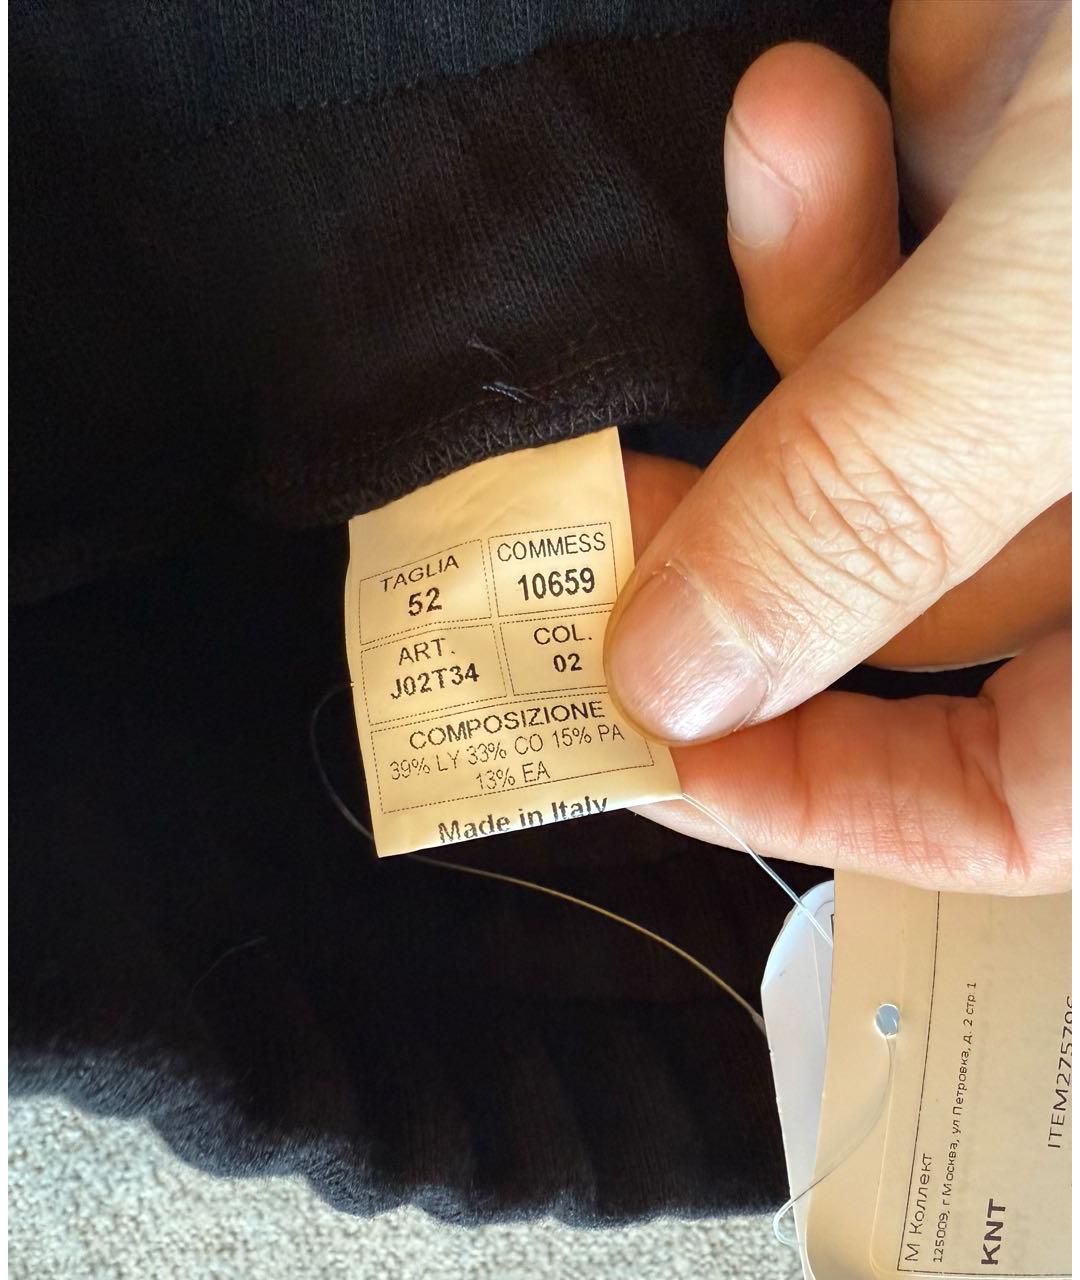 TAGLIA
52
COMMESS
10659
ART.
J02T34
COL.
02
COMPOSIZIONE
39% LY 33% CO 15% PA
13% EA
Made in Italy
М Коллект
125009, г Москва, ул Петровка, д. 2 стр.1
KNT